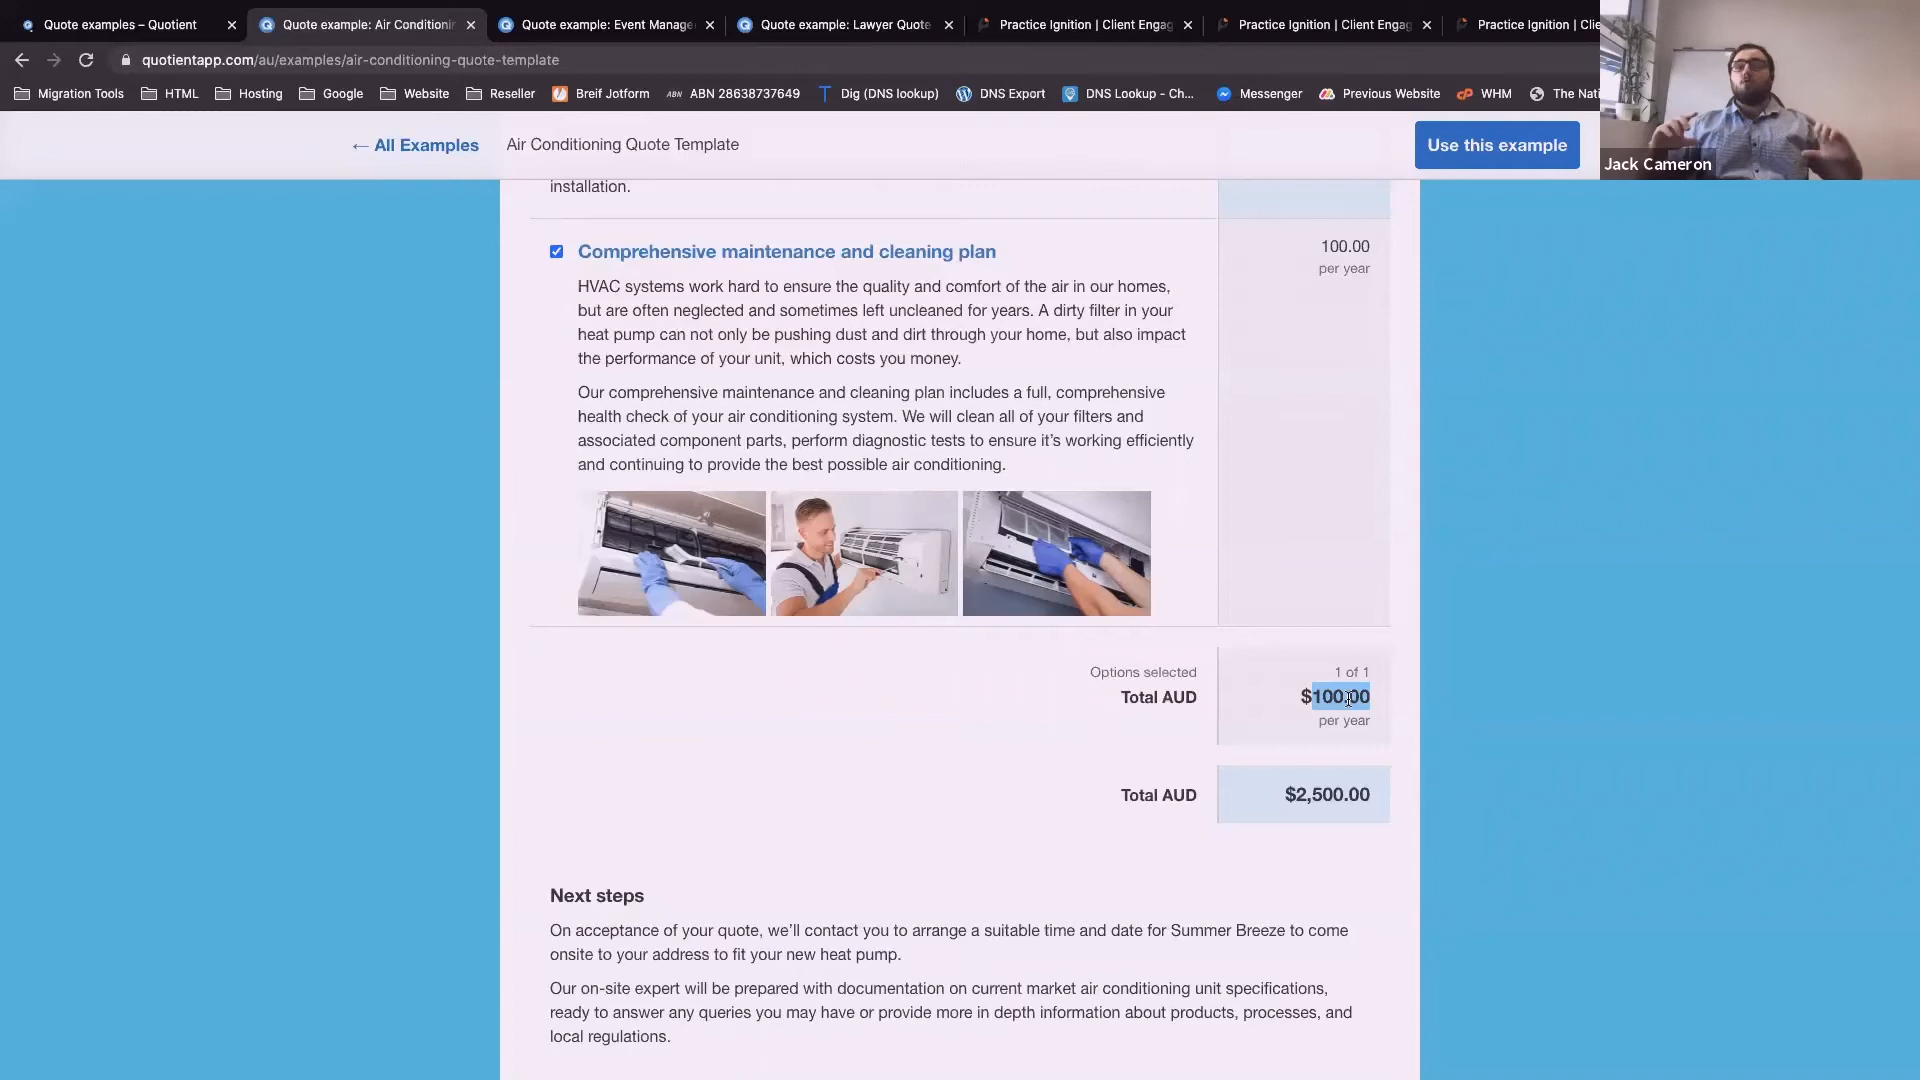 Quote examples – Quotient
Quote example: Air Conditionin
Quote example: Event Manage
Quote example: Lawyer Quote
Practice Ignition | Client Engag
Practice Ignition | Client Engag
Practice Ignition | Clie
quotientapp.com/au/examples/air-conditioning-quote-template
Migration Tools
HTML
Hosting
Google
Website
Reseller
Breif Jotform
ABN ABN 28638737649
Dig (DNS lookup)
DNS Export
DNS Lookup - Ch...
Messenger
Previous Website
WHM
The Nati
← All Examples
Air Conditioning Quote Template
Use this example
Jack Cameron
installation.
Comprehensive maintenance and cleaning plan
100.00
per year
HVAC systems work hard to ensure the quality and comfort of the air in our homes,
but are often neglected and sometimes left uncleaned for years. A dirty filter in your
heat pump can not only be pushing dust and dirt through your home, but also impact
the performance of your unit, which costs you money.
Our comprehensive maintenance and cleaning plan includes a full, comprehensive
health check of your air conditioning system. We will clean all of your filters and
associated component parts, perform diagnostic tests to ensure it’s working efficiently
and continuing to provide the best possible air conditioning.
Options selected
1 of 1
Total AUD
$100.00
per year
Total AUD
$2,500.00
Next steps
On acceptance of your quote, we’ll contact you to arrange a suitable time and date for Summer Breeze to come
onsite to your address to fit your new heat pump.
Our on-site expert will be prepared with documentation on current market air conditioning unit specifications,
ready to answer any queries you may have or provide more in depth information about products, processes, and
local regulations.